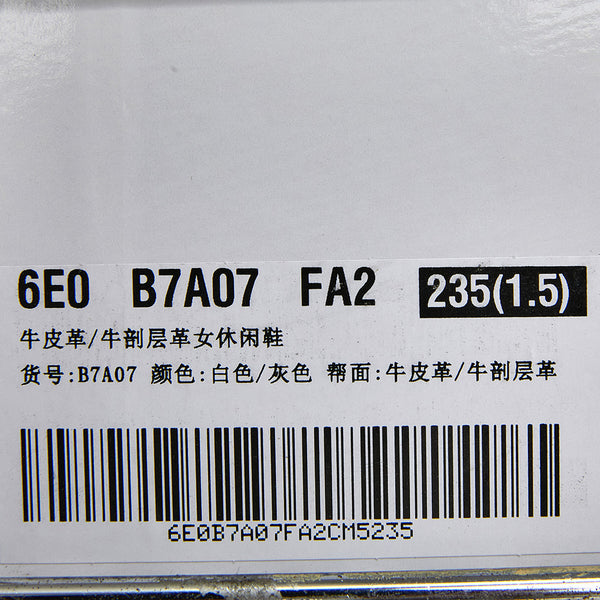 6E0 B7A07 FA2 235(1.5)
牛皮革/牛剖层革女休闲鞋
货号:B7A07 颜色:白色/灰色 帮面:牛皮革/牛剖层革
6E0B7A07FA2CM5235